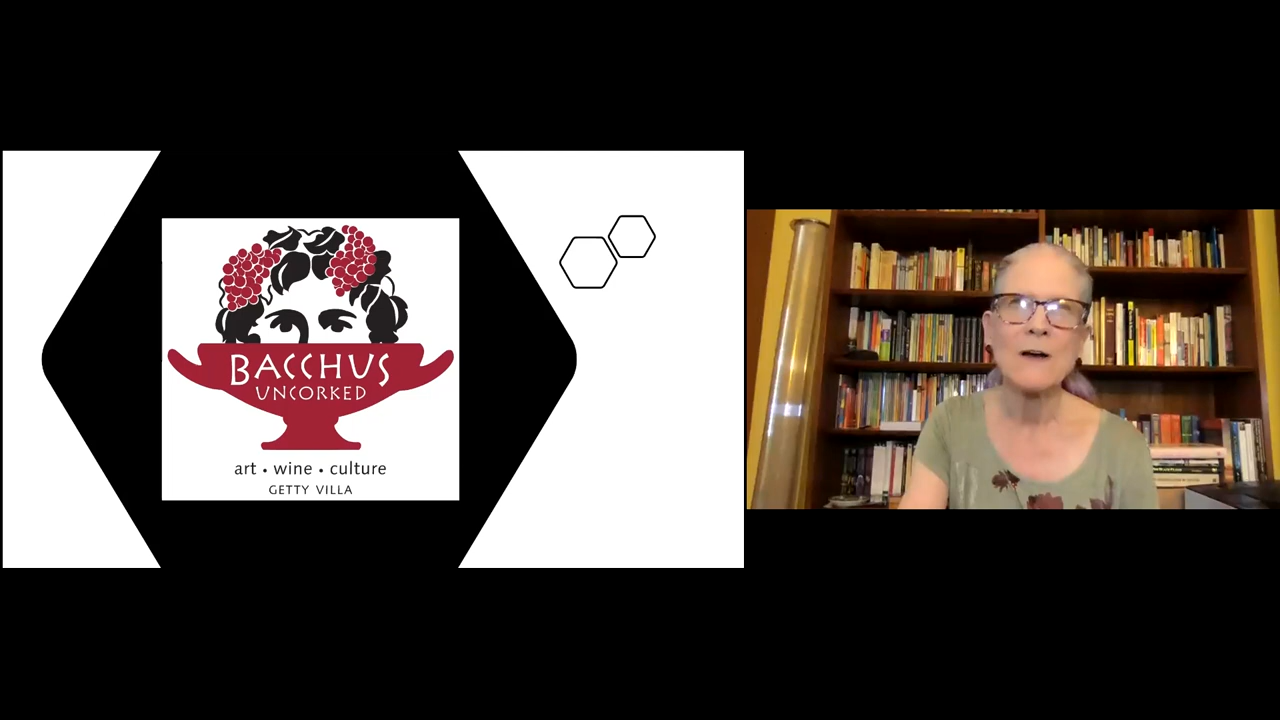 BACCHUS
UNCORKED
art • wine • culture
GETTY VILLA